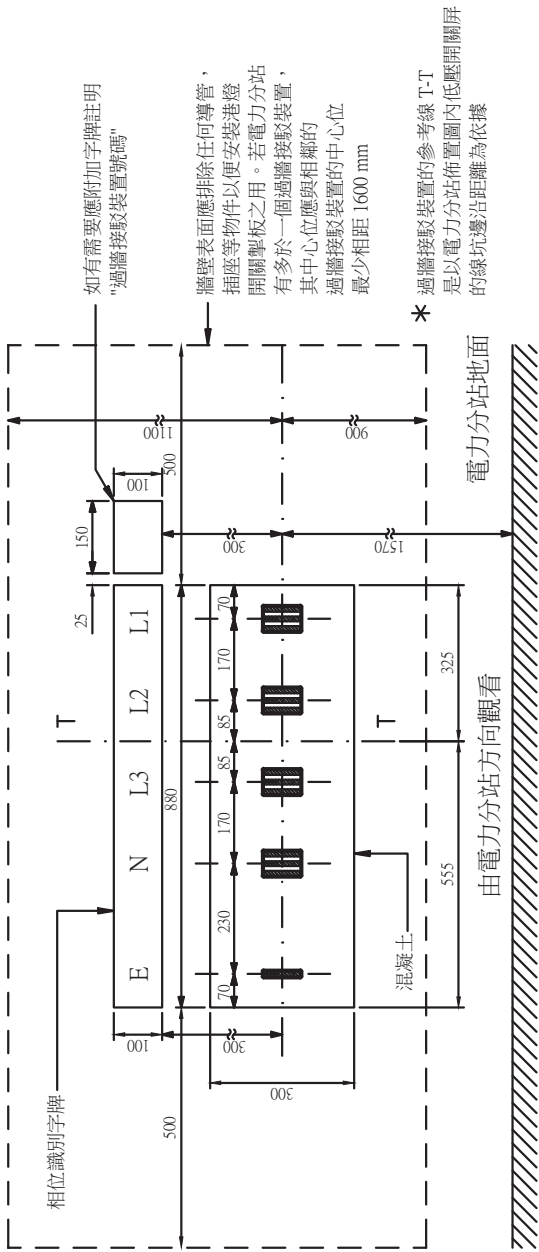 如有需要應附加字牌註明
"過牆接駁裝置號碼"
牆壁表面應排除任何導管，
插座等物件以便安裝港燈
開關掣板之用。若電力分站
有多於一個過牆接駁裝置，
其中心位應與相鄰的
過牆接駁裝置的中心位
最少相距 1600 mm
* 過牆接駁裝置的參考線 T-T
是以電力分站佈置圖內低壓開關屏
的線坑邊沿距離為依據
相位識別字牌
1100
900
500
150
100
25
300
1570
E N L3 L2 L1
T
100
300
500
880
70 230 170 85 85 170 70
300
T
混凝土
555
325
電力分站地面
由電力分站方向觀看